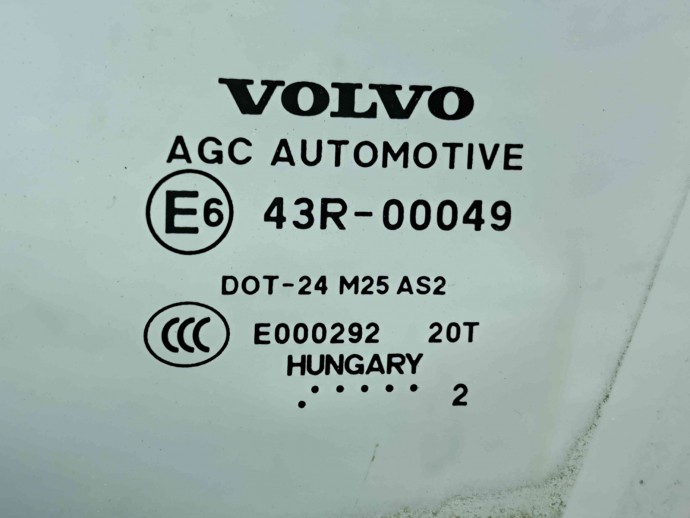 VOLVO
AGC AUTOMOTIVE
E6 43R-00049
DOT-24 M25 AS2
CCC E000292 20T
HUNGARY
. . . . . . 2